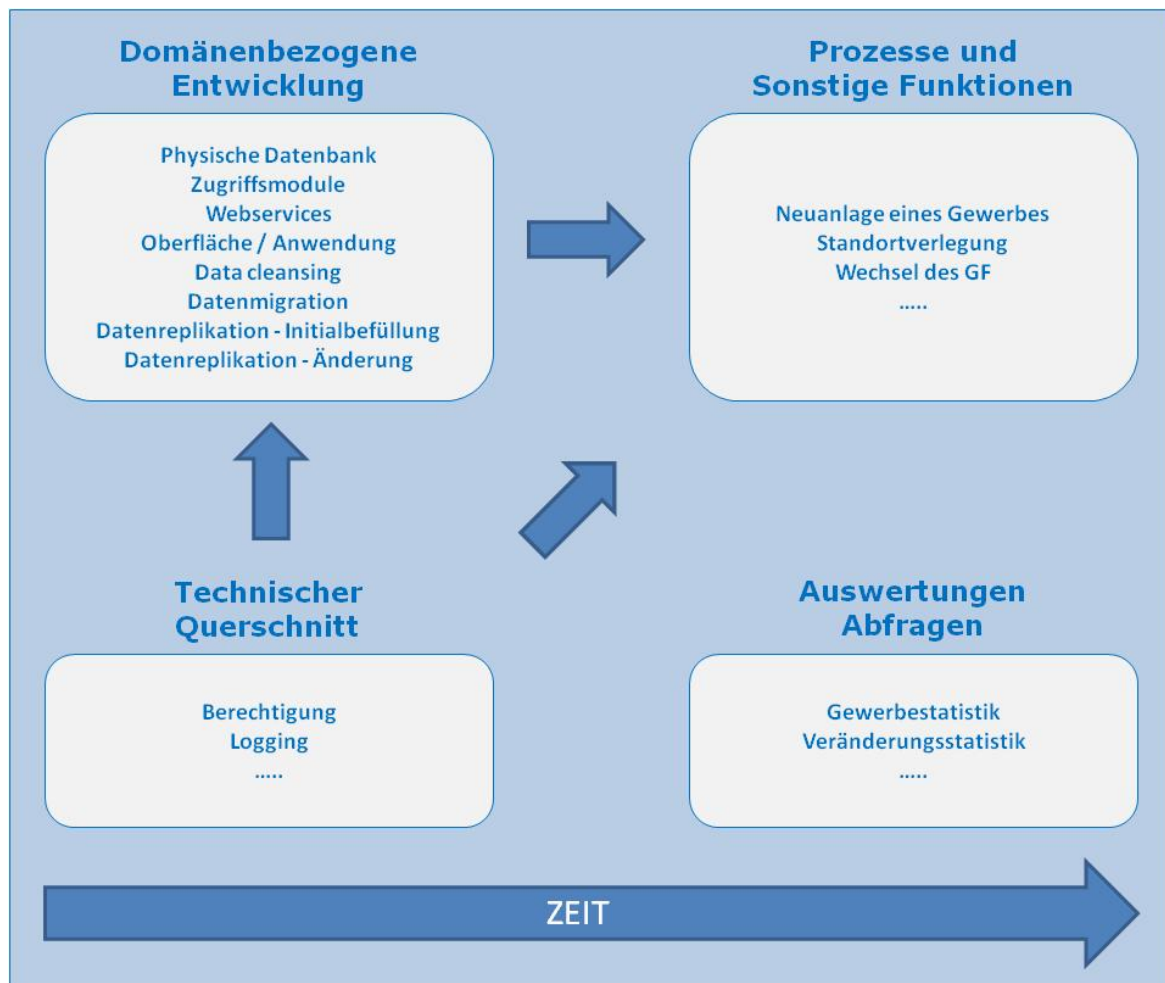 Domänenbezogene
Entwicklung
Physische Datenbank
Zugriffsmodule
Webservices
Oberfläche / Anwendung
Data cleansing
Datenmigration
Datenreplikation - Initialbefüllung
Datenreplikation - Änderung
Prozesse und
Sonstige Funktionen
Neuanlage eines Gewerbes
Standortverlegung
Wechsel des GF
.....
Technischer
Querschnitt
Berechtigung
Logging
.....
Auswertungen
Abfragen
Gewerbestatistik
Veränderungsstatistik
.....
ZEIT